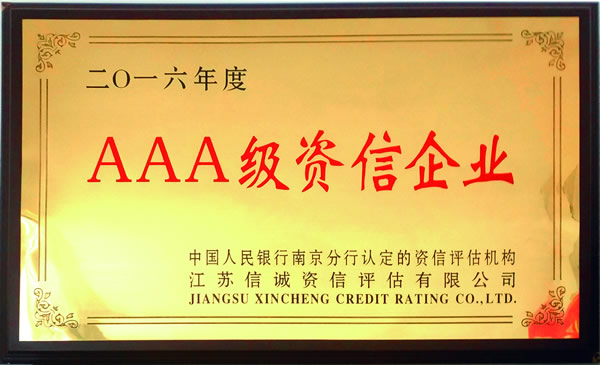 二〇一六年度
AAA级资信企业
中国人民银行南京分行认定的资信评估机构
江苏信诚资信评估有限公司
JIANGSU XINCHENG CREDIT RATING CO.,LTD.